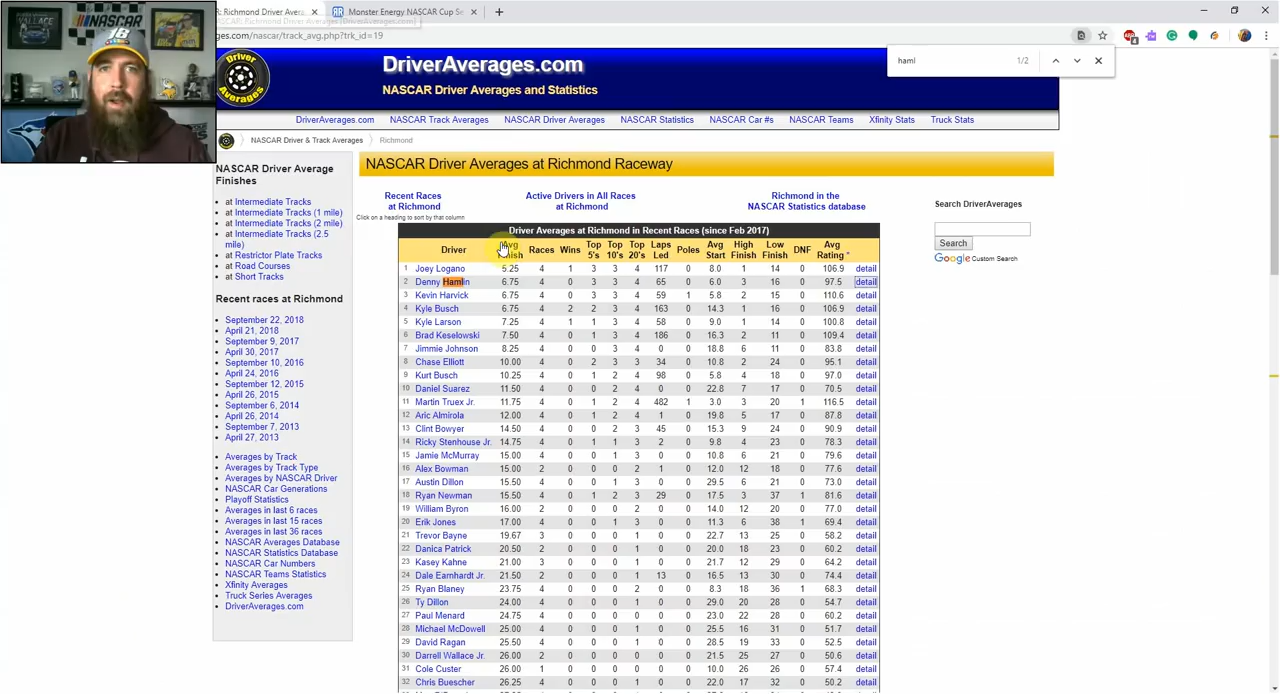 R: Richmond Driver Avera
Monster Energy NASCAR Cup Se
ges.com/nascar/track_avg.php?trk_id=19
NASCAR
18
haml 1/2
Driver Averages
DriverAverages.com
NASCAR Driver Averages and Statistics
DriverAverages.com NASCAR Track Averages NASCAR Driver Averages NASCAR Statistics NASCAR Car #s NASCAR Teams Xfinity Stats Truck Stats
NASCAR Driver & Track Averages Richmond
NASCAR Driver Average
Finishes
at Intermediate Tracks
at Intermediate Tracks (1 mile)
at Intermediate Tracks (2 mile)
at Intermediate Tracks (2.5
mile)
at Restrictor Plate Tracks
at Road Courses
at Short Tracks
Recent races at Richmond
September 22, 2018
April 21, 2018
September 9, 2017
April 30, 2017
September 10, 2016
April 24, 2016
September 12, 2015
April 26, 2015
September 6, 2014
April 26, 2014
September 7, 2013
April 27, 2013
Averages by Track
Averages by Track Type
Averages by NASCAR Driver
NASCAR Car Generations
Playoff Statistics
Averages in last 6 races
Averages in last 15 races
Averages in last 36 races
NASCAR Averages Database
NASCAR Statistics Database
NASCAR Car Numbers
NASCAR Teams Statistics
Xfinity Averages
Truck Series Averages
DriverAverages.com
NASCAR Driver Averages at Richmond Raceway
Recent Races
at Richmond
Active Drivers in All Races
at Richmond
Richmond in the
NASCAR Statistics database
Click on a heading to sort by that column
Driver Averages at Richmond in Recent Races (since Feb 2017)
Driver Avg Finish Races Wins Top 5's Top 10's Top 20's Laps Led Poles Avg Start High Finish Low Finish DNF Avg Rating *
1 Joey Logano 5.25 4 1 3 3 4 117 0 8.0 1 14 0 106.9 detail
2 Denny Hamlin 6.75 4 0 3 3 4 65 0 6.0 3 16 0 97.5 detail
3 Kevin Harvick 6.75 4 0 3 3 4 59 1 5.8 2 15 0 110.6 detail
4 Kyle Busch 6.75 4 2 2 3 4 163 0 14.3 1 16 0 106.9 detail
5 Kyle Larson 7.25 4 1 1 3 4 58 0 9.0 1 14 0 100.8 detail
6 Brad Keselowski 7.50 4 0 1 3 4 186 0 16.3 2 11 0 109.4 detail
7 Jimmie Johnson 8.25 4 0 0 3 4 0 0 18.8 6 11 0 83.8 detail
8 Chase Elliott 10.00 4 0 2 3 3 34 0 10.8 2 24 0 95.1 detail
9 Kurt Busch 10.25 4 0 1 2 4 98 0 5.8 4 18 0 97.0 detail
10 Daniel Suarez 11.50 4 0 0 2 4 0 0 22.8 7 17 0 70.5 detail
11 Martin Truex Jr. 11.75 4 0 1 2 4 482 1 3.0 3 20 1 116.5 detail
12 Aric Almirola 12.00 4 0 1 2 4 1 0 19.8 5 17 0 87.8 detail
13 Clint Bowyer 14.50 4 0 0 2 3 45 0 15.3 9 24 0 90.9 detail
14 Ricky Stenhouse Jr. 14.75 4 0 1 1 3 2 0 9.8 4 23 0 78.3 detail
15 Jamie McMurray 15.00 4 0 0 1 3 0 0 10.8 6 21 0 79.6 detail
16 Alex Bowman 15.00 2 0 0 0 2 1 0 12.0 12 18 0 77.6 detail
17 Austin Dillon 15.50 4 0 0 1 3 0 0 29.5 6 21 0 73.0 detail
18 Ryan Newman 15.50 4 0 1 2 3 29 0 17.5 3 37 1 81.6 detail
19 William Byron 16.00 2 0 0 0 2 0 0 14.0 12 20 0 77.0 detail
20 Erik Jones 17.00 4 0 0 1 3 0 0 11.3 6 38 1 69.4 detail
21 Trevor Bayne 19.67 3 0 0 0 1 0 0 22.7 13 25 0 58.2 detail
22 Danica Patrick 20.50 2 0 0 0 1 0 0 20.0 18 23 0 60.2 detail
23 Kasey Kahne 21.00 3 0 0 0 1 0 0 21.7 12 29 0 64.2 detail
24 Dale Earnhardt Jr. 21.50 2 0 0 0 1 13 0 16.5 13 30 0 74.4 detail
25 Ryan Blaney 23.75 4 0 0 0 2 0 0 8.3 18 36 1 68.3 detail
26 Ty Dillon 24.00 4 0 0 0 1 0 0 29.0 20 28 0 54.7 detail
27 Paul Menard 24.75 4 0 0 0 1 0 0 23.0 22 28 0 60.2 detail
28 Michael McDowell 25.00 4 0 0 0 1 0 0 25.5 16 31 0 51.7 detail
29 David Ragan 25.50 4 0 0 0 1 0 0 28.5 19 33 0 52.5 detail
30 Darrell Wallace Jr. 26.00 2 0 0 0 0 0 0 21.5 25 27 0 50.6 detail
31 Cole Custer 26.00 1 0 0 0 0 0 0 10.0 26 26 0 57.4 detail
32 Chris Buescher 26.25 4 0 0 0 1 0 0 22.0 17 32 0 50.2 detail
Search DriverAverages
Search
Google Custom Search